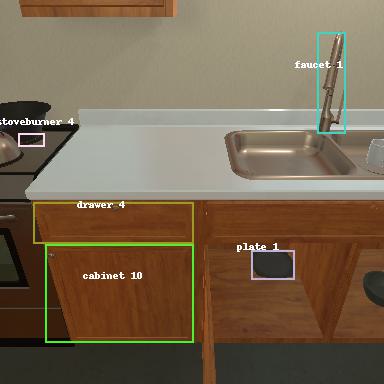 faucet 1
stoveburner 4
drawer 4
plate 1
cabinet 10